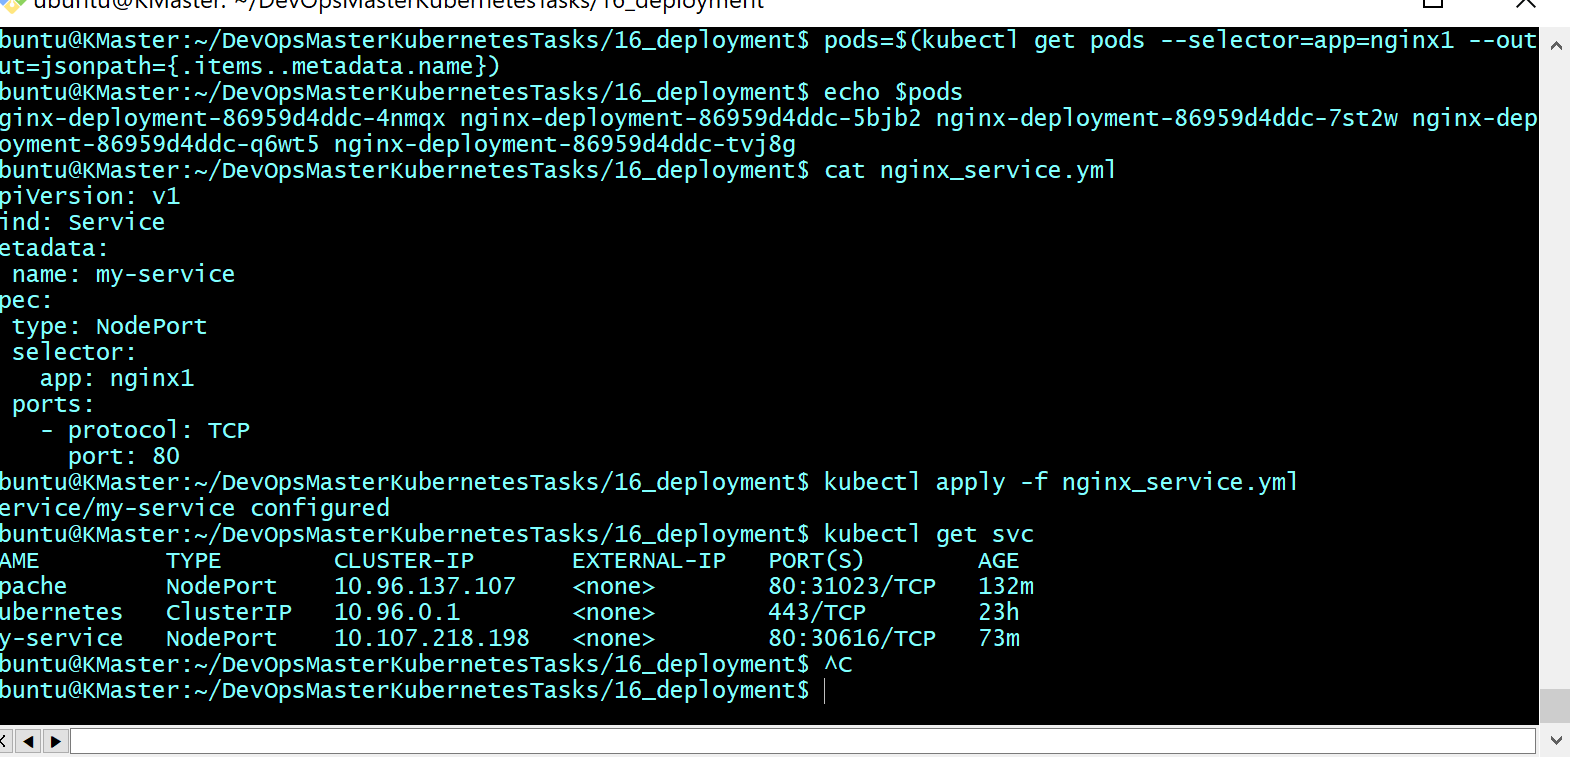 ubuntu@KMaster: ~/DevOpsMasterKubernetesTasks/16_deployment
buntu@KMaster:~/DevOpsMasterKubernetesTasks/16_deployment$ pods=$(kubectl get pods --selector=app=nginx1 --out
ut=jsonpath={.items..metadata.name})
buntu@KMaster:~/DevOpsMasterKubernetesTasks/16_deployment$ echo $pods
ginx-deployment-86959d4ddc-4nmqx nginx-deployment-86959d4ddc-5bjb2 nginx-deployment-86959d4ddc-7st2w nginx-dep
oyment-86959d4ddc-q6wt5 nginx-deployment-86959d4ddc-tvj8g
buntu@KMaster:~/DevOpsMasterKubernetesTasks/16_deployment$ cat nginx_service.yml
piVersion: v1
ind: Service
etadata:
 name: my-service
pec:
 type: NodePort
 selector:
   app: nginx1
 ports:
   - protocol: TCP
     port: 80
buntu@KMaster:~/DevOpsMasterKubernetesTasks/16_deployment$ kubectl apply -f nginx_service.yml
ervice/my-service configured
buntu@KMaster:~/DevOpsMasterKubernetesTasks/16_deployment$ kubectl get svc
AME         TYPE        CLUSTER-IP       EXTERNAL-IP   PORT(S)        AGE
pache       NodePort    10.96.137.107    <none>        80:31023/TCP   132m
ubernetes   ClusterIP   10.96.0.1        <none>        443/TCP        23h
y-service   NodePort    10.107.218.198   <none>        80:30616/TCP   73m
buntu@KMaster:~/DevOpsMasterKubernetesTasks/16_deployment$ ^C
buntu@KMaster:~/DevOpsMasterKubernetesTasks/16_deployment$